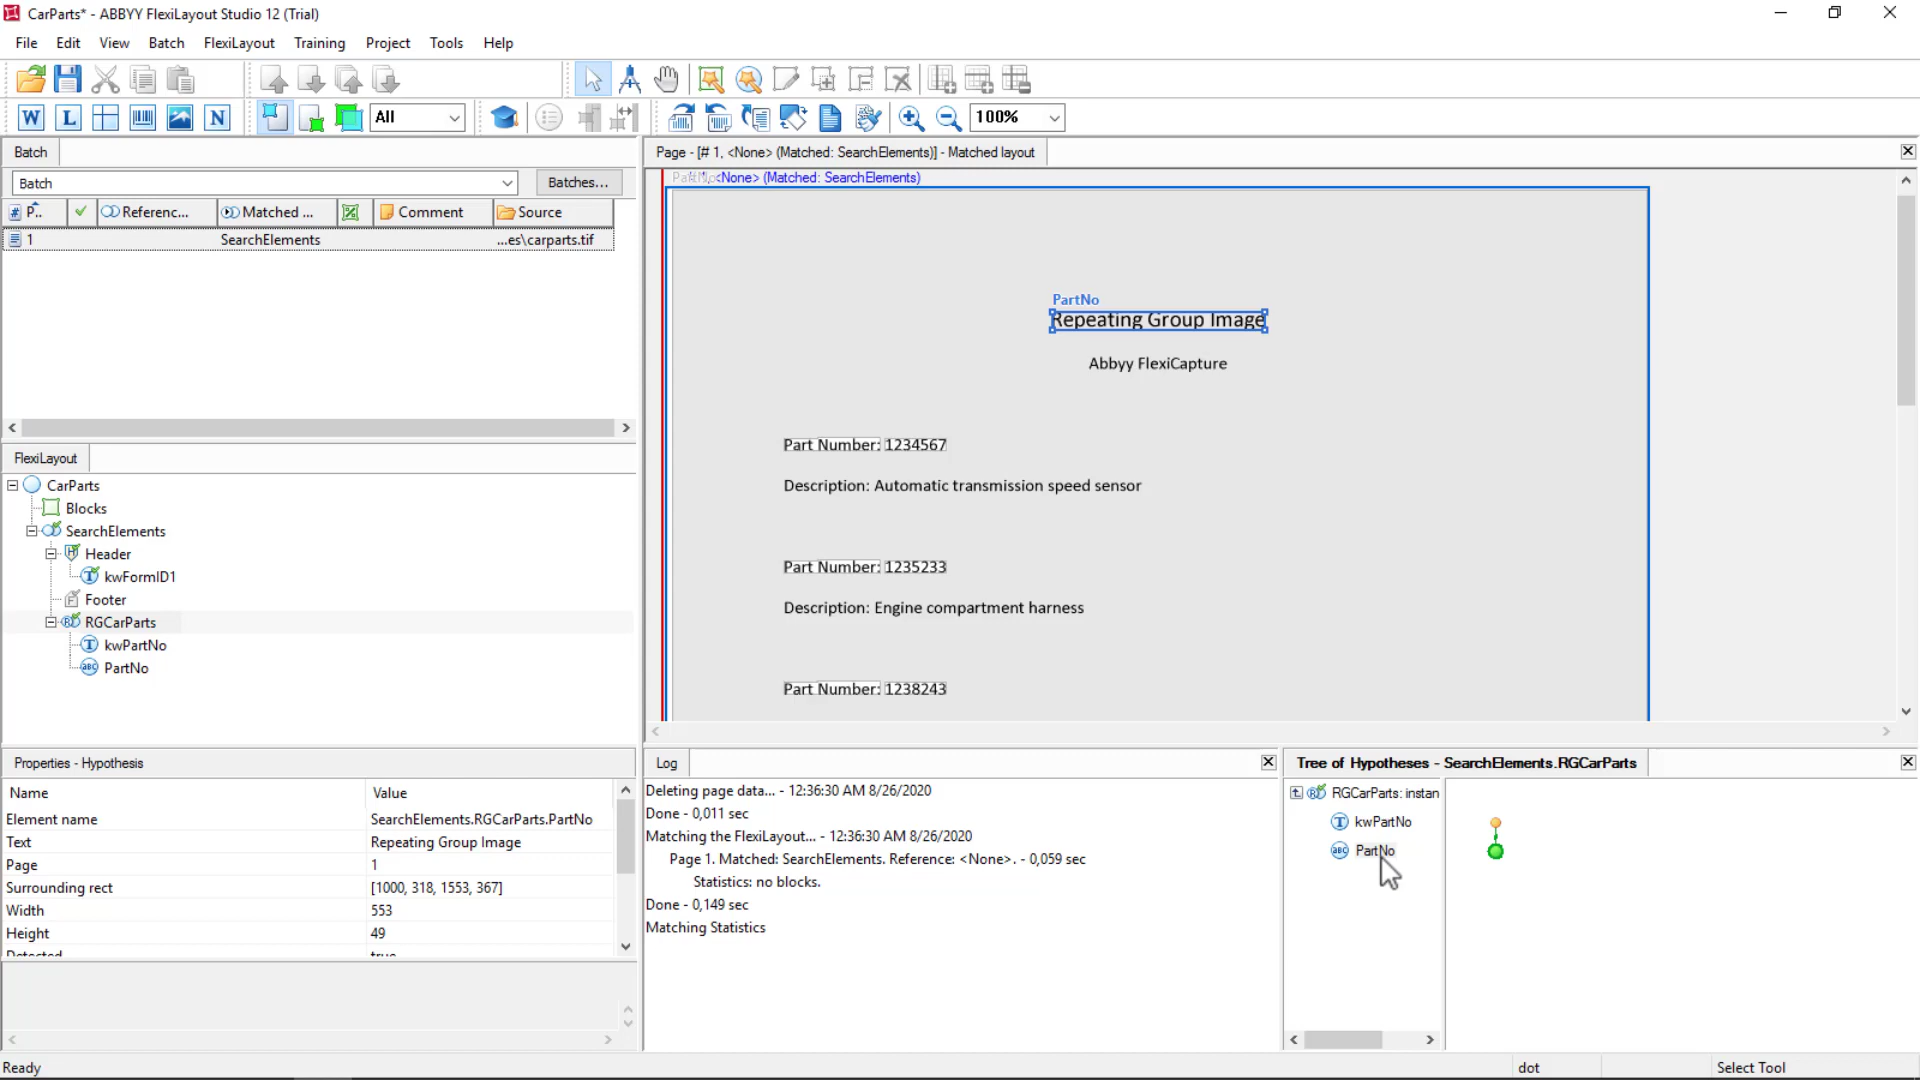 CarParts* - ABBYY FlexiLayout Studio 12 (Trial)
File Edit View Batch FlexiLayout Training Project Tools Help
W L N All 100%
Batch
Page - [# 1, <None> (Matched: SearchElements)] - Matched layout
Batch Batches...
<None> (Matched: SearchElements)
# P.. Referenc... Matched ... Comment Source
1 SearchElements ...es\carparts.tif
PartNo
Repeating Group Image
Abbyy FlexiCapture
Part Number: 1234567
Description: Automatic transmission speed sensor
Part Number: 1235233
Description: Engine compartment harness
Part Number: 1238243
FlexiLayout
CarParts
Blocks
SearchElements
Header
kwFormID1
Footer
RGCarParts
kwPartNo
PartNo
Properties - Hypothesis
Name Value
Element name SearchElements.RGCarParts.PartNo
Text Repeating Group Image
Page 1
Surrounding rect [1000, 318, 1553, 367]
Width 553
Height 49
Detected true
Log
Deleting page data... - 12:36:30 AM 8/26/2020
Done - 0,011 sec
Matching the FlexiLayout... - 12:36:30 AM 8/26/2020
Page 1. Matched: SearchElements. Reference: <None>. - 0,059 sec
Statistics: no blocks.
Done - 0,149 sec
Matching Statistics
Tree of Hypotheses - SearchElements.RGCarParts
RGCarParts: instan
kwPartNo
PartNo
Ready dot Select Tool